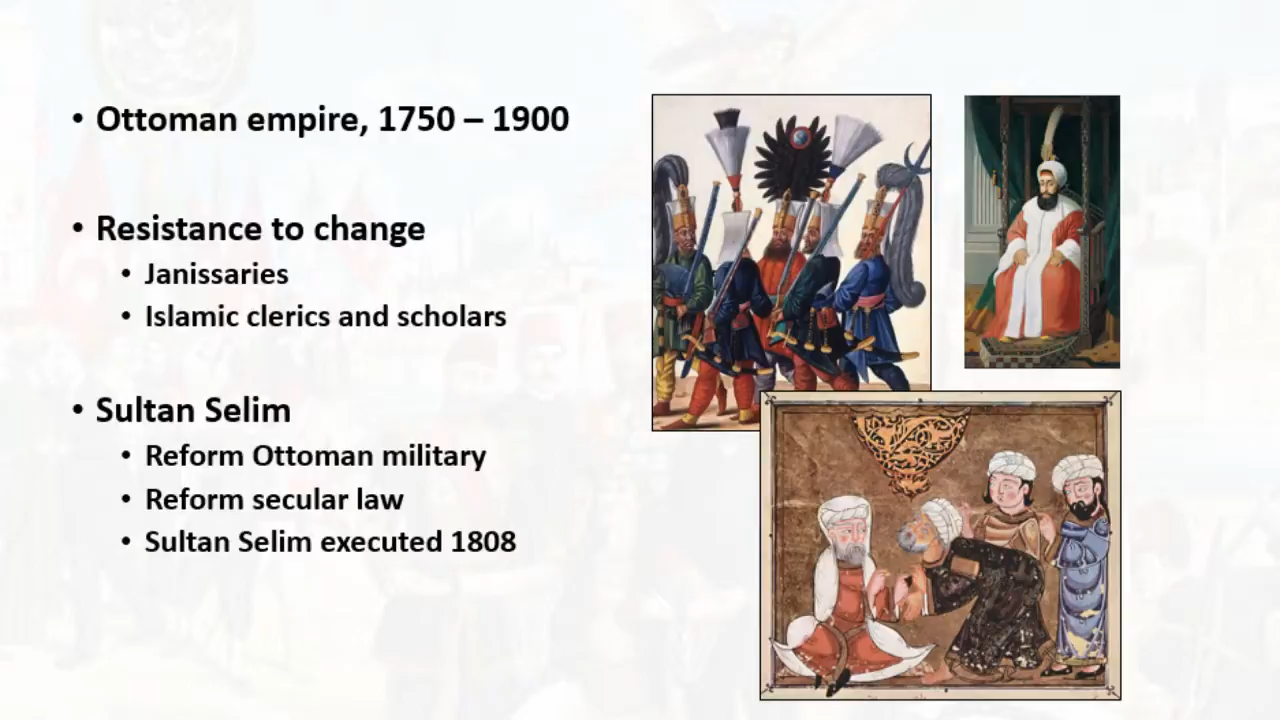 • Ottoman empire, 1750 – 1900
• Resistance to change
• Janissaries
• Islamic clerics and scholars
• Sultan Selim
• Reform Ottoman military
• Reform secular law
• Sultan Selim executed 1808